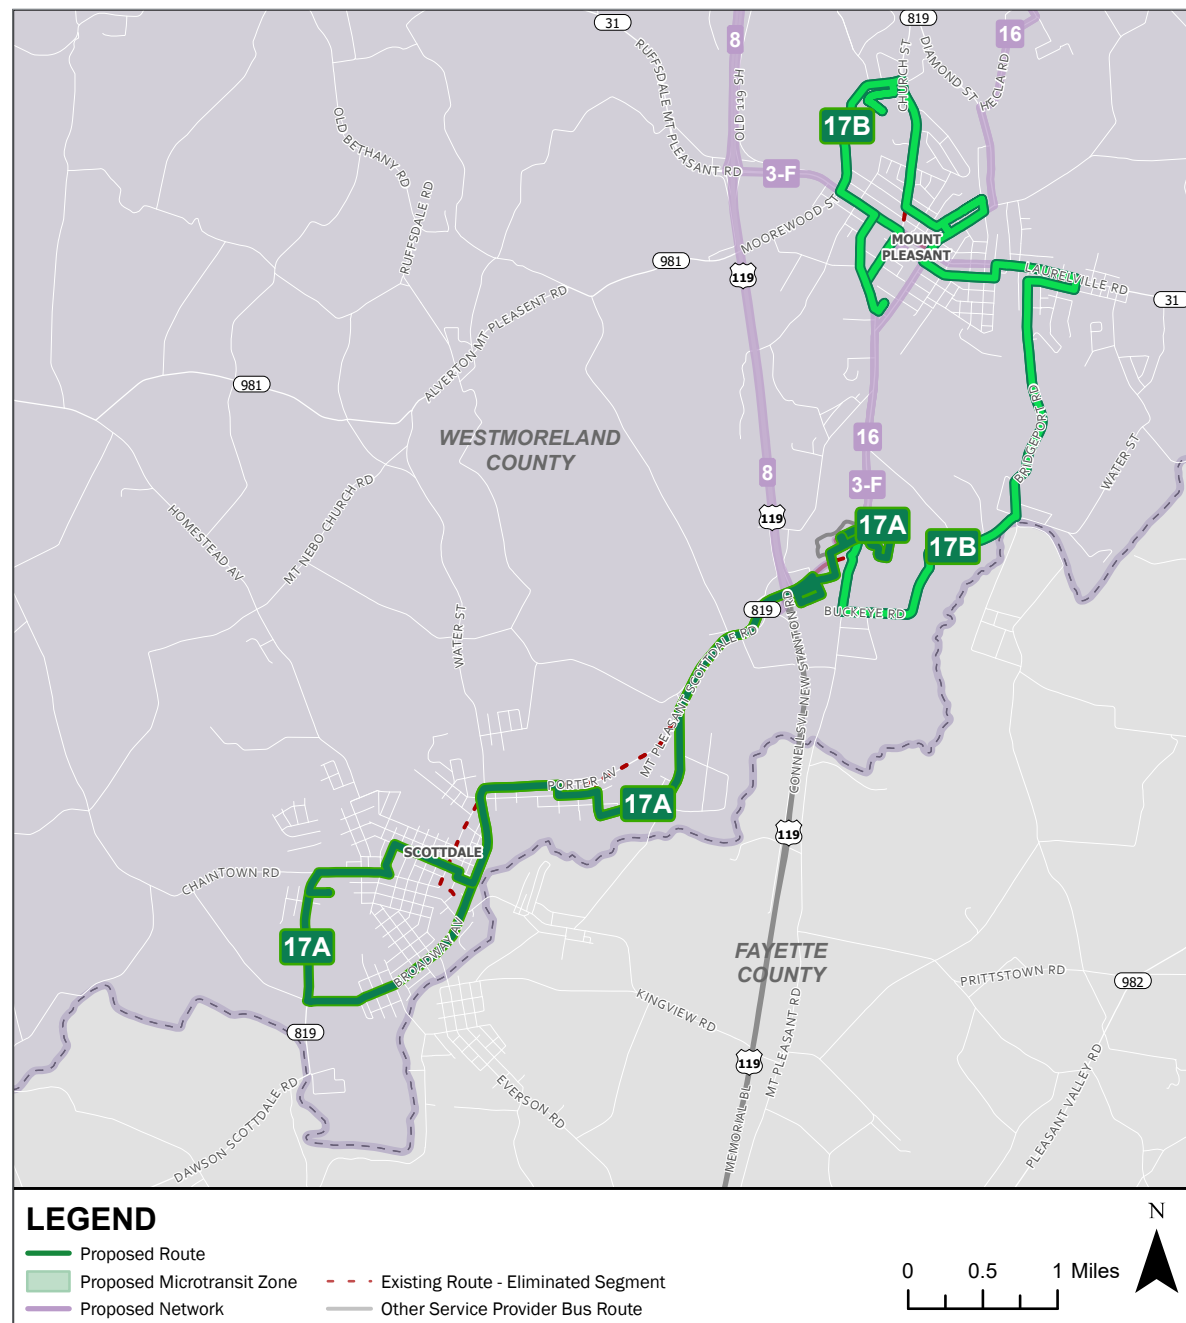 31
819
16
8
RUFFSDALE MT PLEASANT RD
OLD 119 SH
CHURCH ST
DIAMOND ST
HECLA RD
OLD BETHANY RD
17B
3-F
RUFFSDALE RD
MOOREWOOD ST
MOUNT
PLEASANT
981
119
LAURELVILLE RD
31
ALVERTON MT PLEASENT RD
981
BRIDGEPORT RD
WATER ST
WESTMORELAND
COUNTY
16
8
3-F
MT NEBO CHURCH RD
HOMESTEAD AV
119
17A
17B
819
BUCKEYE RD
WATER ST
MT PLEASANT SCOTTDALE RD
CONNELLSVL NEW STANTON RD
PORTER AV
17A
119
SCOTTDALE
CHAINTOWN RD
17A
BROADWAY AV
FAYETTE
COUNTY
PRITTSTOWN RD
982
KINGVIEW RD
MT PLEASANT RD
819
119
EVERSON RD
DAWSON SCOTTDALE RD
MEMORIAL BL
PLEASANT VALLEY RD
LEGEND
Proposed Route
Proposed Microtransit Zone
Proposed Network
Existing Route - Eliminated Segment
Other Service Provider Bus Route
0 0.5 1 Miles
N